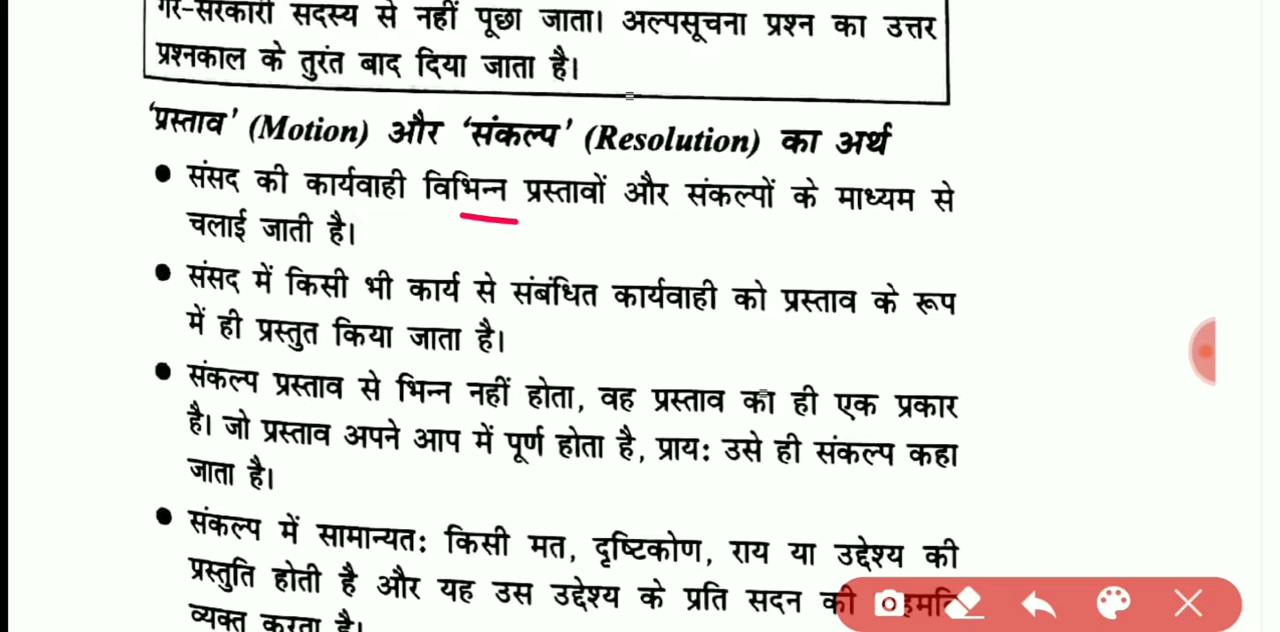 गैर-सरकारी सदस्य से नहीं पूछा जाता। अल्पसूचना प्रश्न का उत्तर
प्रश्नकाल के तुरंत बाद दिया जाता है।
'प्रस्ताव' (Motion) और 'संकल्प' (Resolution) का अर्थ
● संसद की कार्यवाही विभिन्न प्रस्तावों और संकल्पों के माध्यम से
चलाई जाती है।
● संसद में किसी भी कार्य से संबंधित कार्यवाही को प्रस्ताव के रूप
में ही प्रस्तुत किया जाता है।
● संकल्प प्रस्ताव से भिन्न नहीं होता, वह प्रस्ताव का ही एक प्रकार
है। जो प्रस्ताव अपने आप में पूर्ण होता है, प्राय: उसे ही संकल्प कहा
जाता है।
● संकल्प में सामान्यत: किसी मत, दृष्टिकोण, राय या उद्देश्य की
प्रस्तुति होती है और यह उस उद्देश्य के प्रति सदन की
व्यक्त करता है।